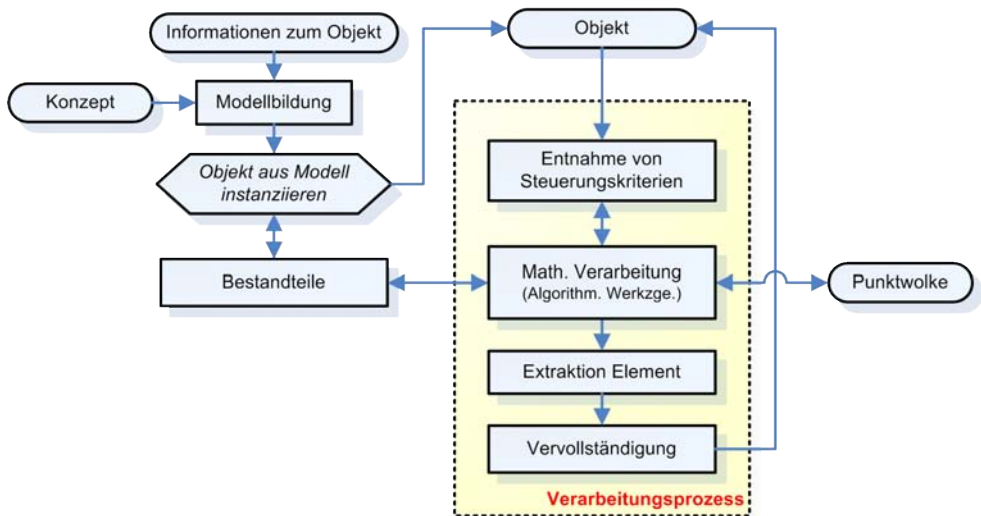 Informationen zum Objekt
Objekt
Konzept
Modellbildung
Objekt aus Modell
instanziieren
Entnahme von
Steuerungskriterien
Bestandteile
Math. Verarbeitung
(Algorithm. Werkzge.)
Punktwolke
Extraktion Element
Vervollständigung
Verarbeitungsprozess